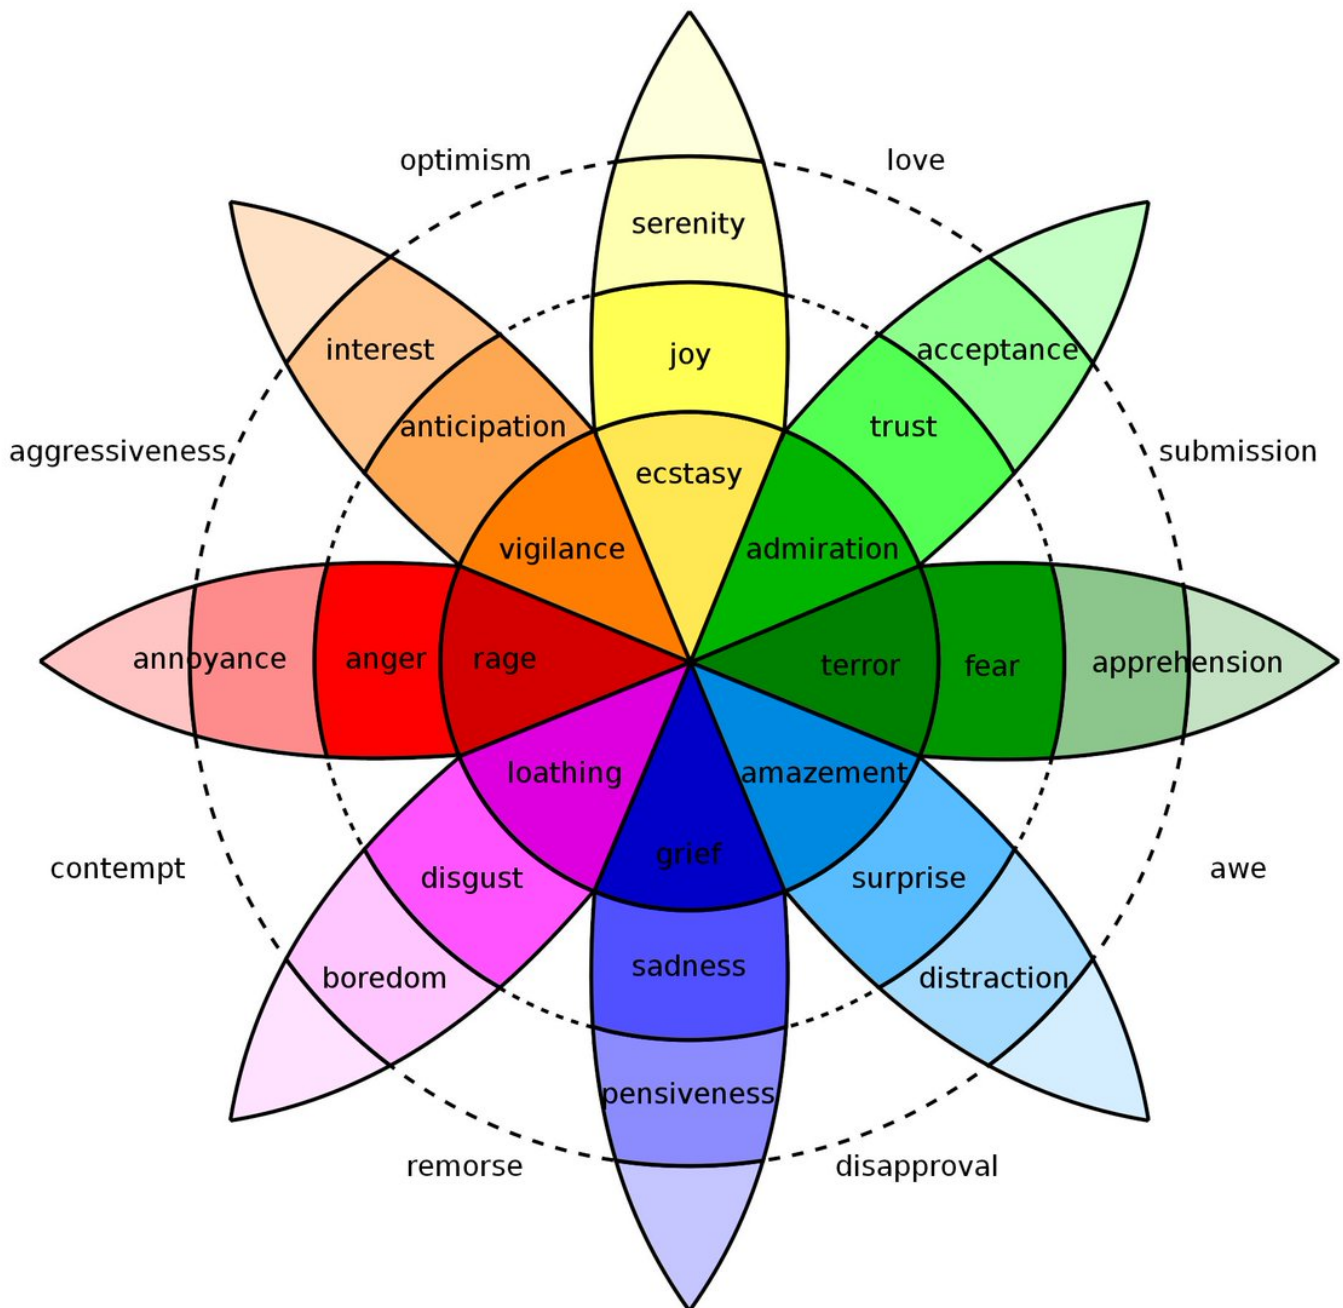 optimism
love
serenity
interest
joy
acceptance
anticipation
trust
aggressiveness
submission
ecstasy
vigilance
admiration
annoyance
anger
rage
terror
fear
apprehension
loathing
amazement
grief
contempt
awe
disgust
surprise
sadness
boredom
distraction
pensiveness
remorse
disapproval